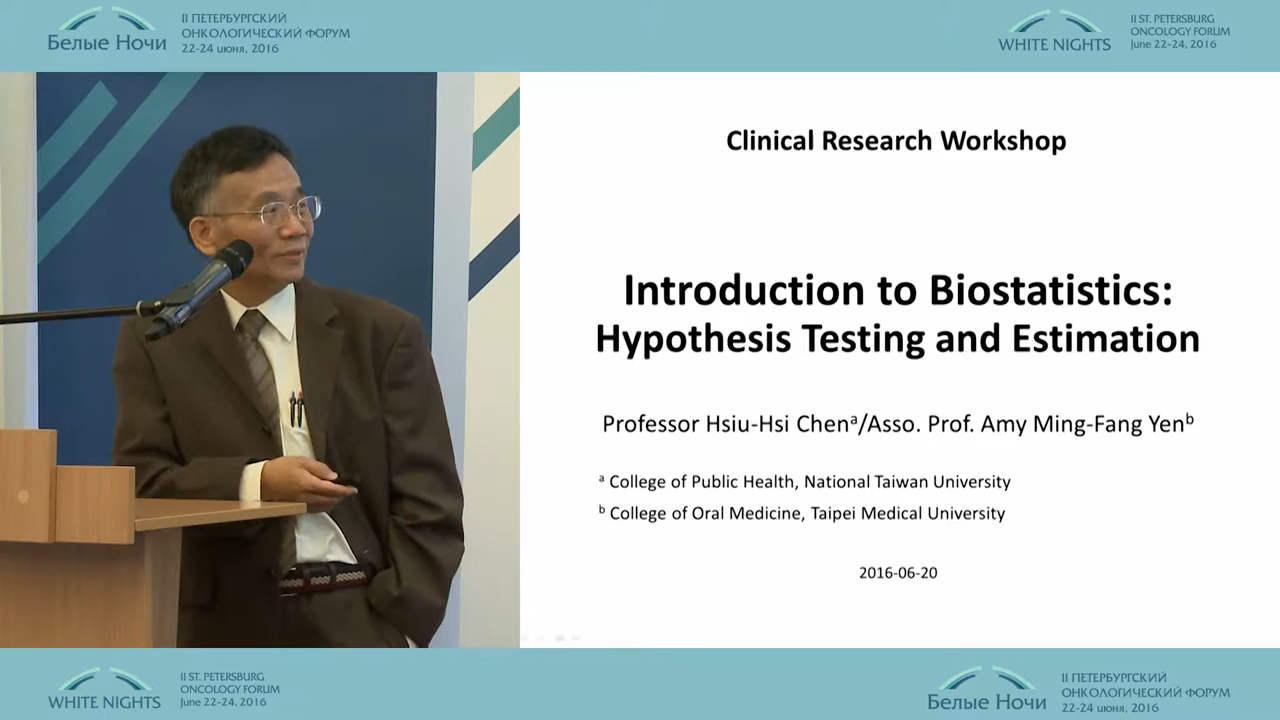 Белые Ночи
II ПЕТЕРБУРГСКИЙ
ОНКОЛОГИЧЕСКИЙ ФОРУМ
22-24 июня, 2016
WHITE NIGHTS
II ST. PETERSBURG
ONCOLOGY FORUM
June 22-24, 2016
Clinical Research Workshop
Introduction to Biostatistics:
Hypothesis Testing and Estimation
Professor Hsiu-Hsi Chenᵃ/Asso. Prof. Amy Ming-Fang Yenᵇ
ᵃ College of Public Health, National Taiwan University
ᵇ College of Oral Medicine, Taipei Medical University
2016-06-20
WHITE NIGHTS
II ST. PETERSBURG
ONCOLOGY FORUM
June 22-24, 2016
Белые Ночи
II ПЕТЕРБУРГСКИЙ
ОНКОЛОГИЧЕСКИЙ ФОРУМ
22-24 июня, 2016